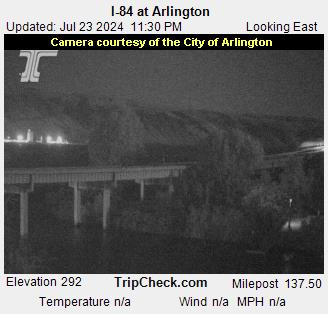 I-84 at Arlington
Updated: Jul 23 2024 11:30 PM Looking East
Camera courtesy of the City of Arlington
Elevation 292 TripCheck.com Milepost 137.50
Temperature n/a Wind n/a MPH n/a